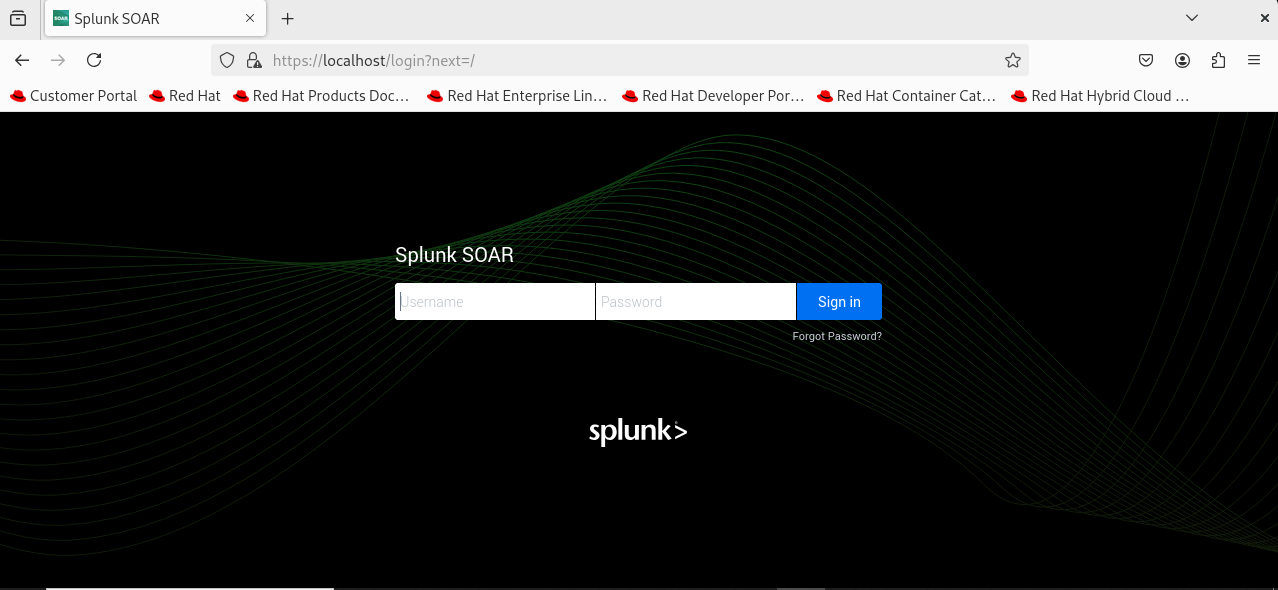 SOAR Splunk SOAR
https://localhost/login?next=/
Customer Portal Red Hat Red Hat Products Doc... Red Hat Enterprise Lin... Red Hat Developer Por... Red Hat Container Cat... Red Hat Hybrid Cloud ...
Splunk SOAR
Username Password Sign in
Forgot Password?
splunk>